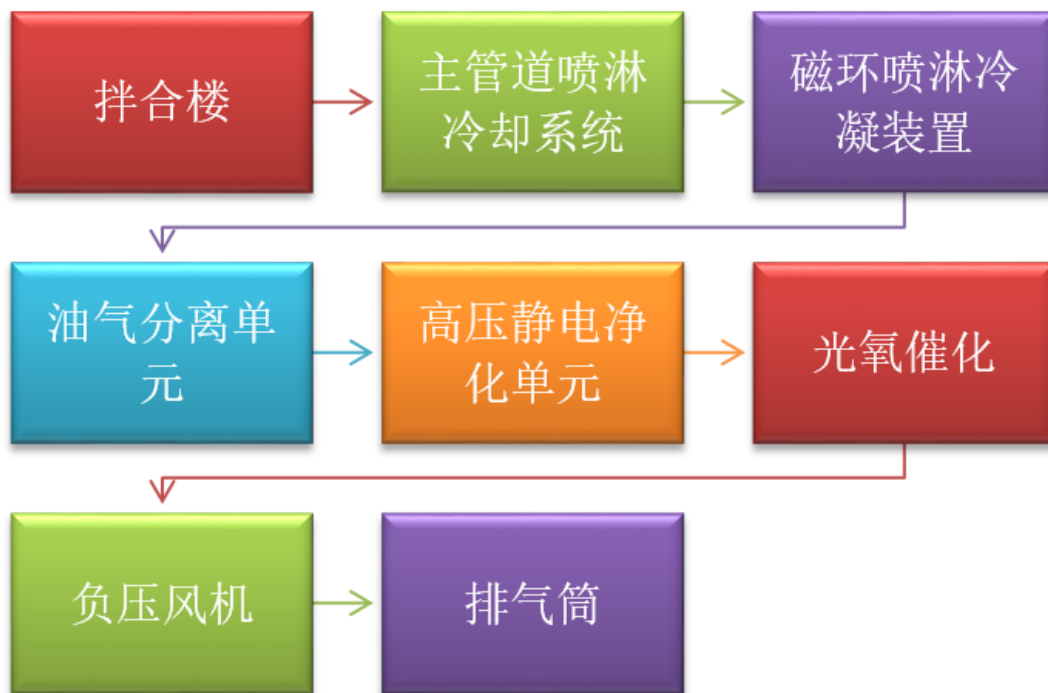 拌合楼
主管道喷淋
冷却系统
磁环喷淋冷
凝装置
油气分离单
元
高压静电净
化单元
光氧催化
负压风机
排气筒